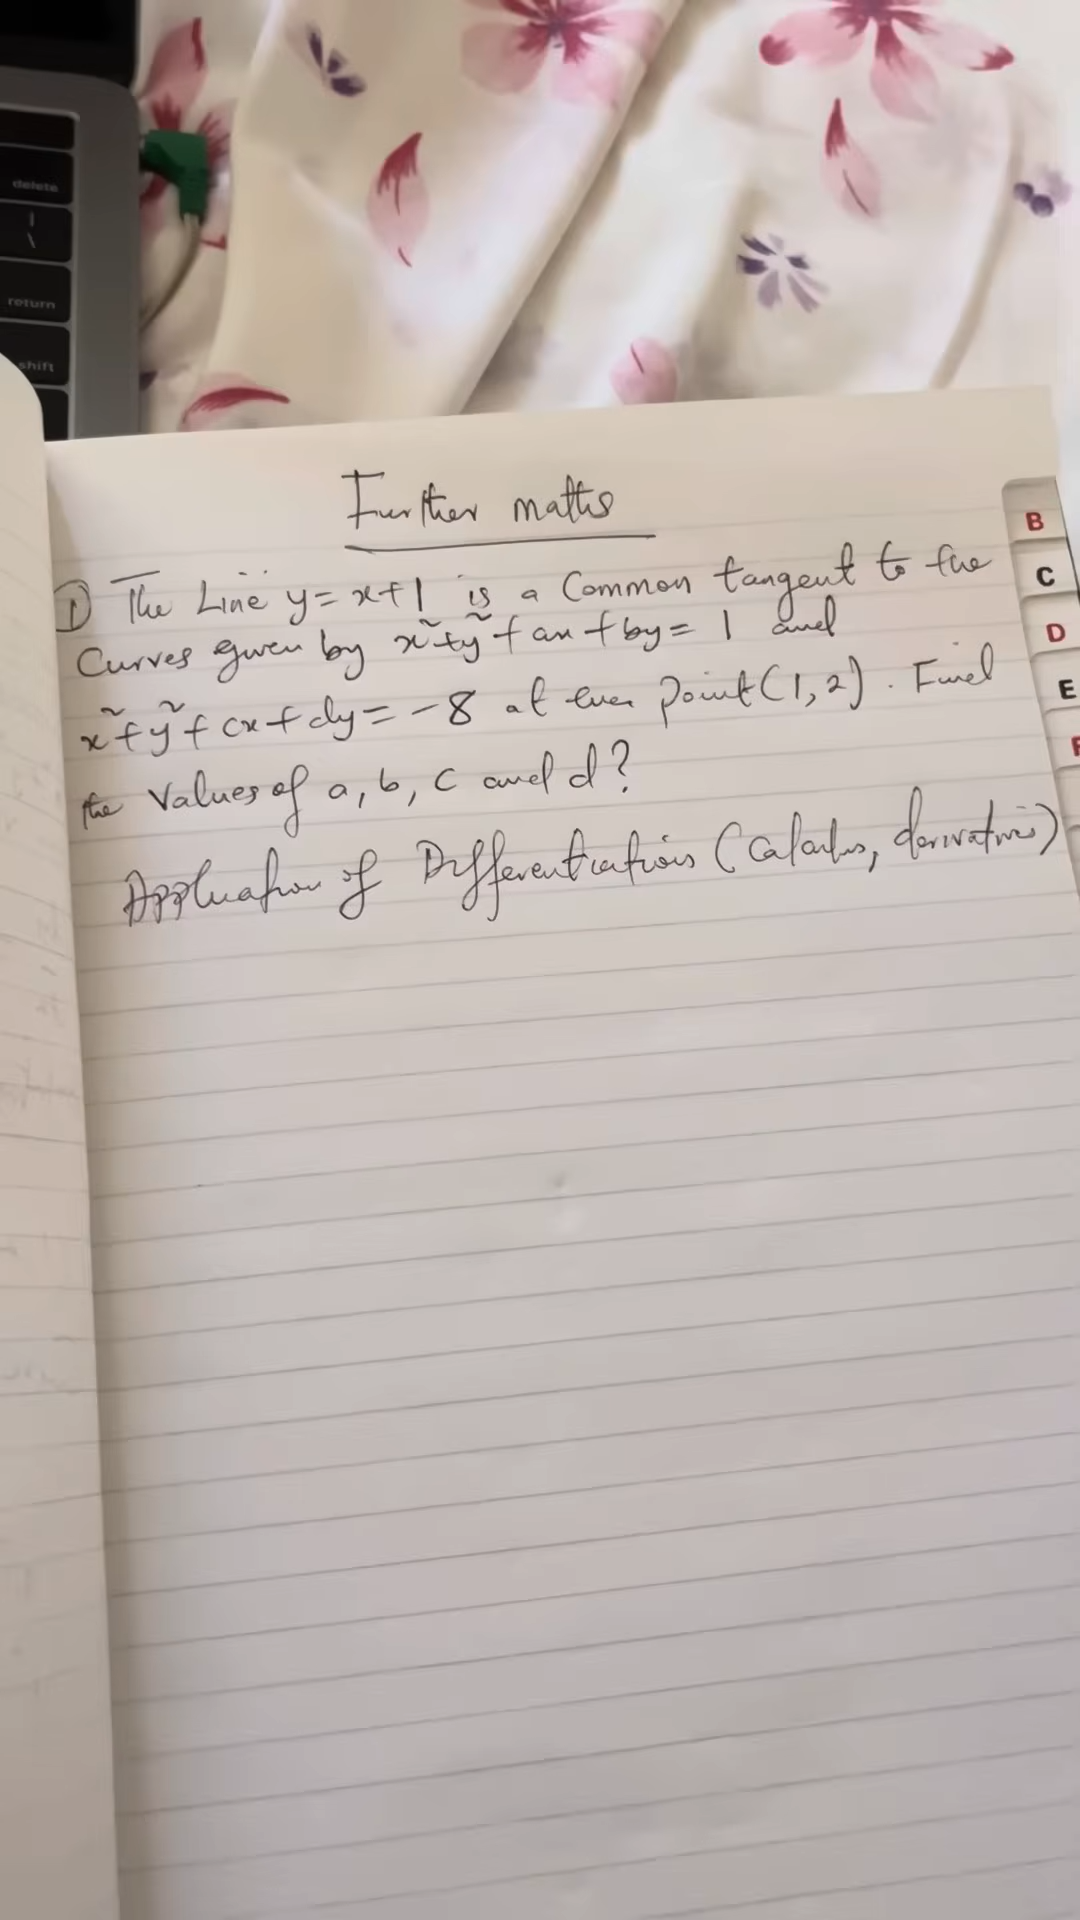 delete
|
\
return
shift
Further maths
① The Line y = x+1 is a Common tangent to the
Curves given by x²+y²+ax+by = 1 and
x²+y²+cx+dy = -8 at the point (1,2). Find
the Values of a, b, c and d?
Application of Differentiation (Calculus, derivatives)
B
C
D
E
F